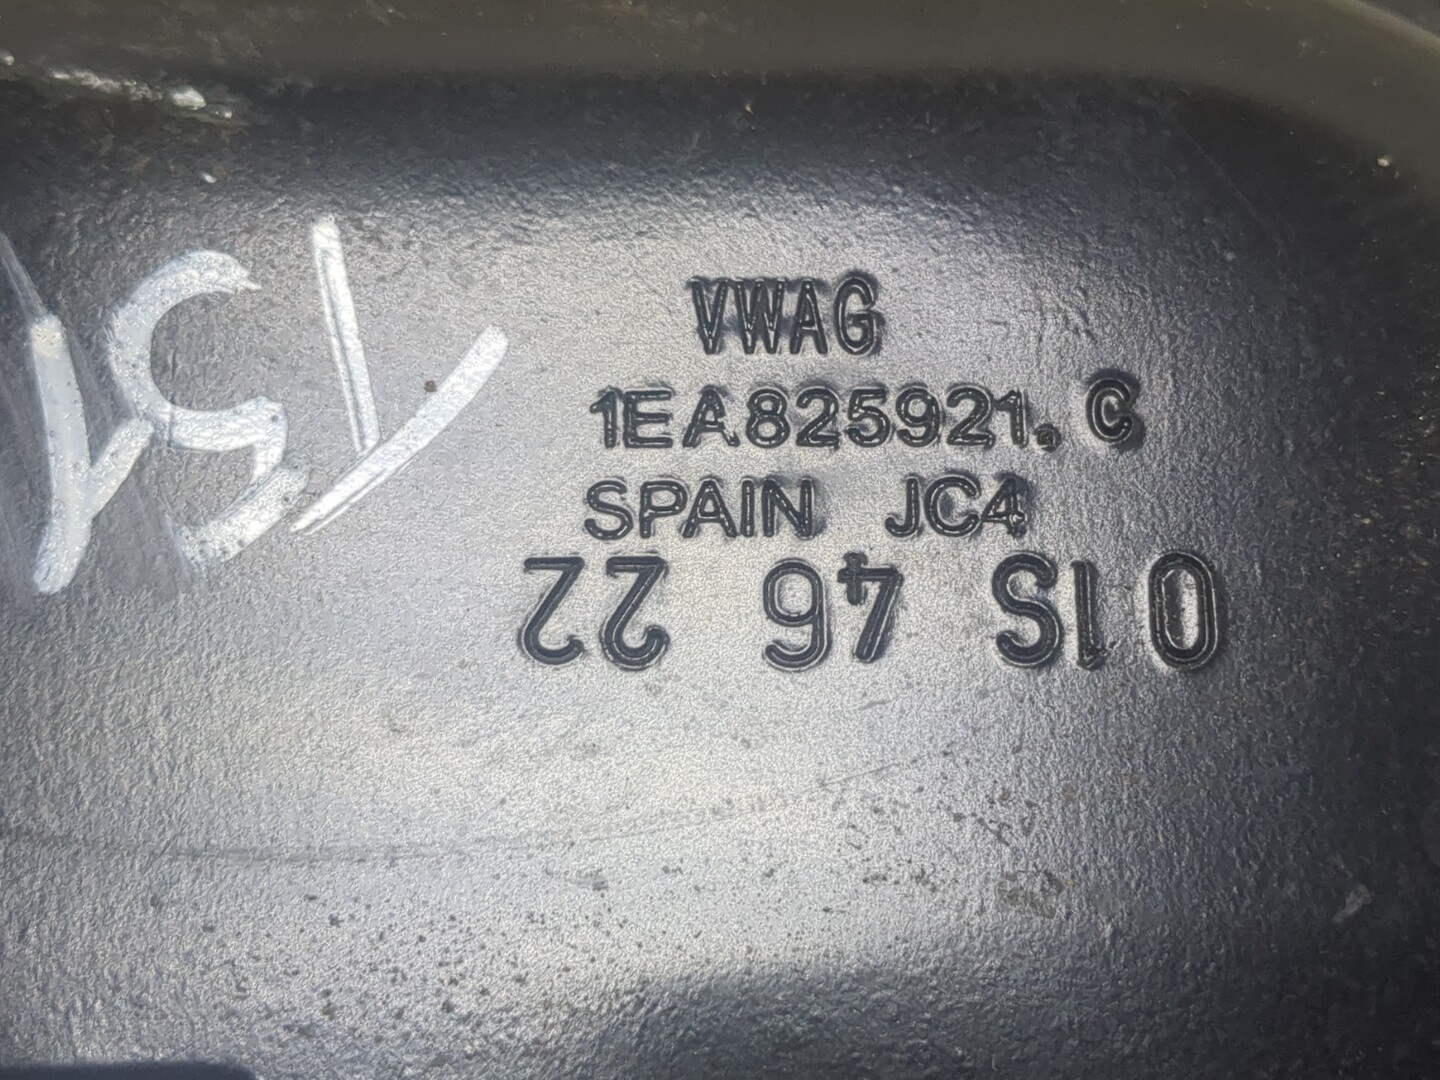 VWAG
1EA825921. C
SPAIN JC4
01S 46 22